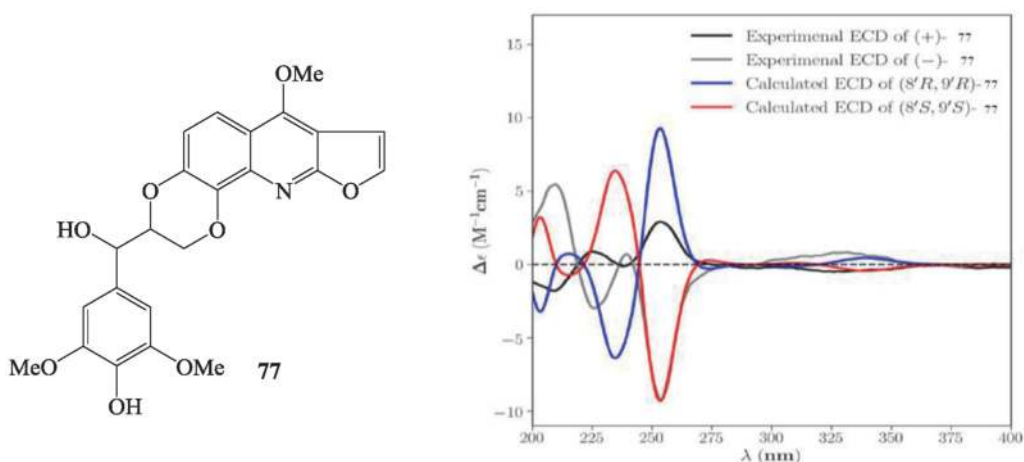 OMe
N
O
O
O
HO
MeO
OMe
OH
77
Experimenal ECD of (+)- 77
Experimenal ECD of (−)- 77
Calculated ECD of (8'R, 9'R)- 77
Calculated ECD of (8'S, 9'S)- 77
Δϵ (M⁻¹cm⁻¹)
15
10
5
0
−5
−10
200 225 250 275 300 325 350 375 400
λ (nm)